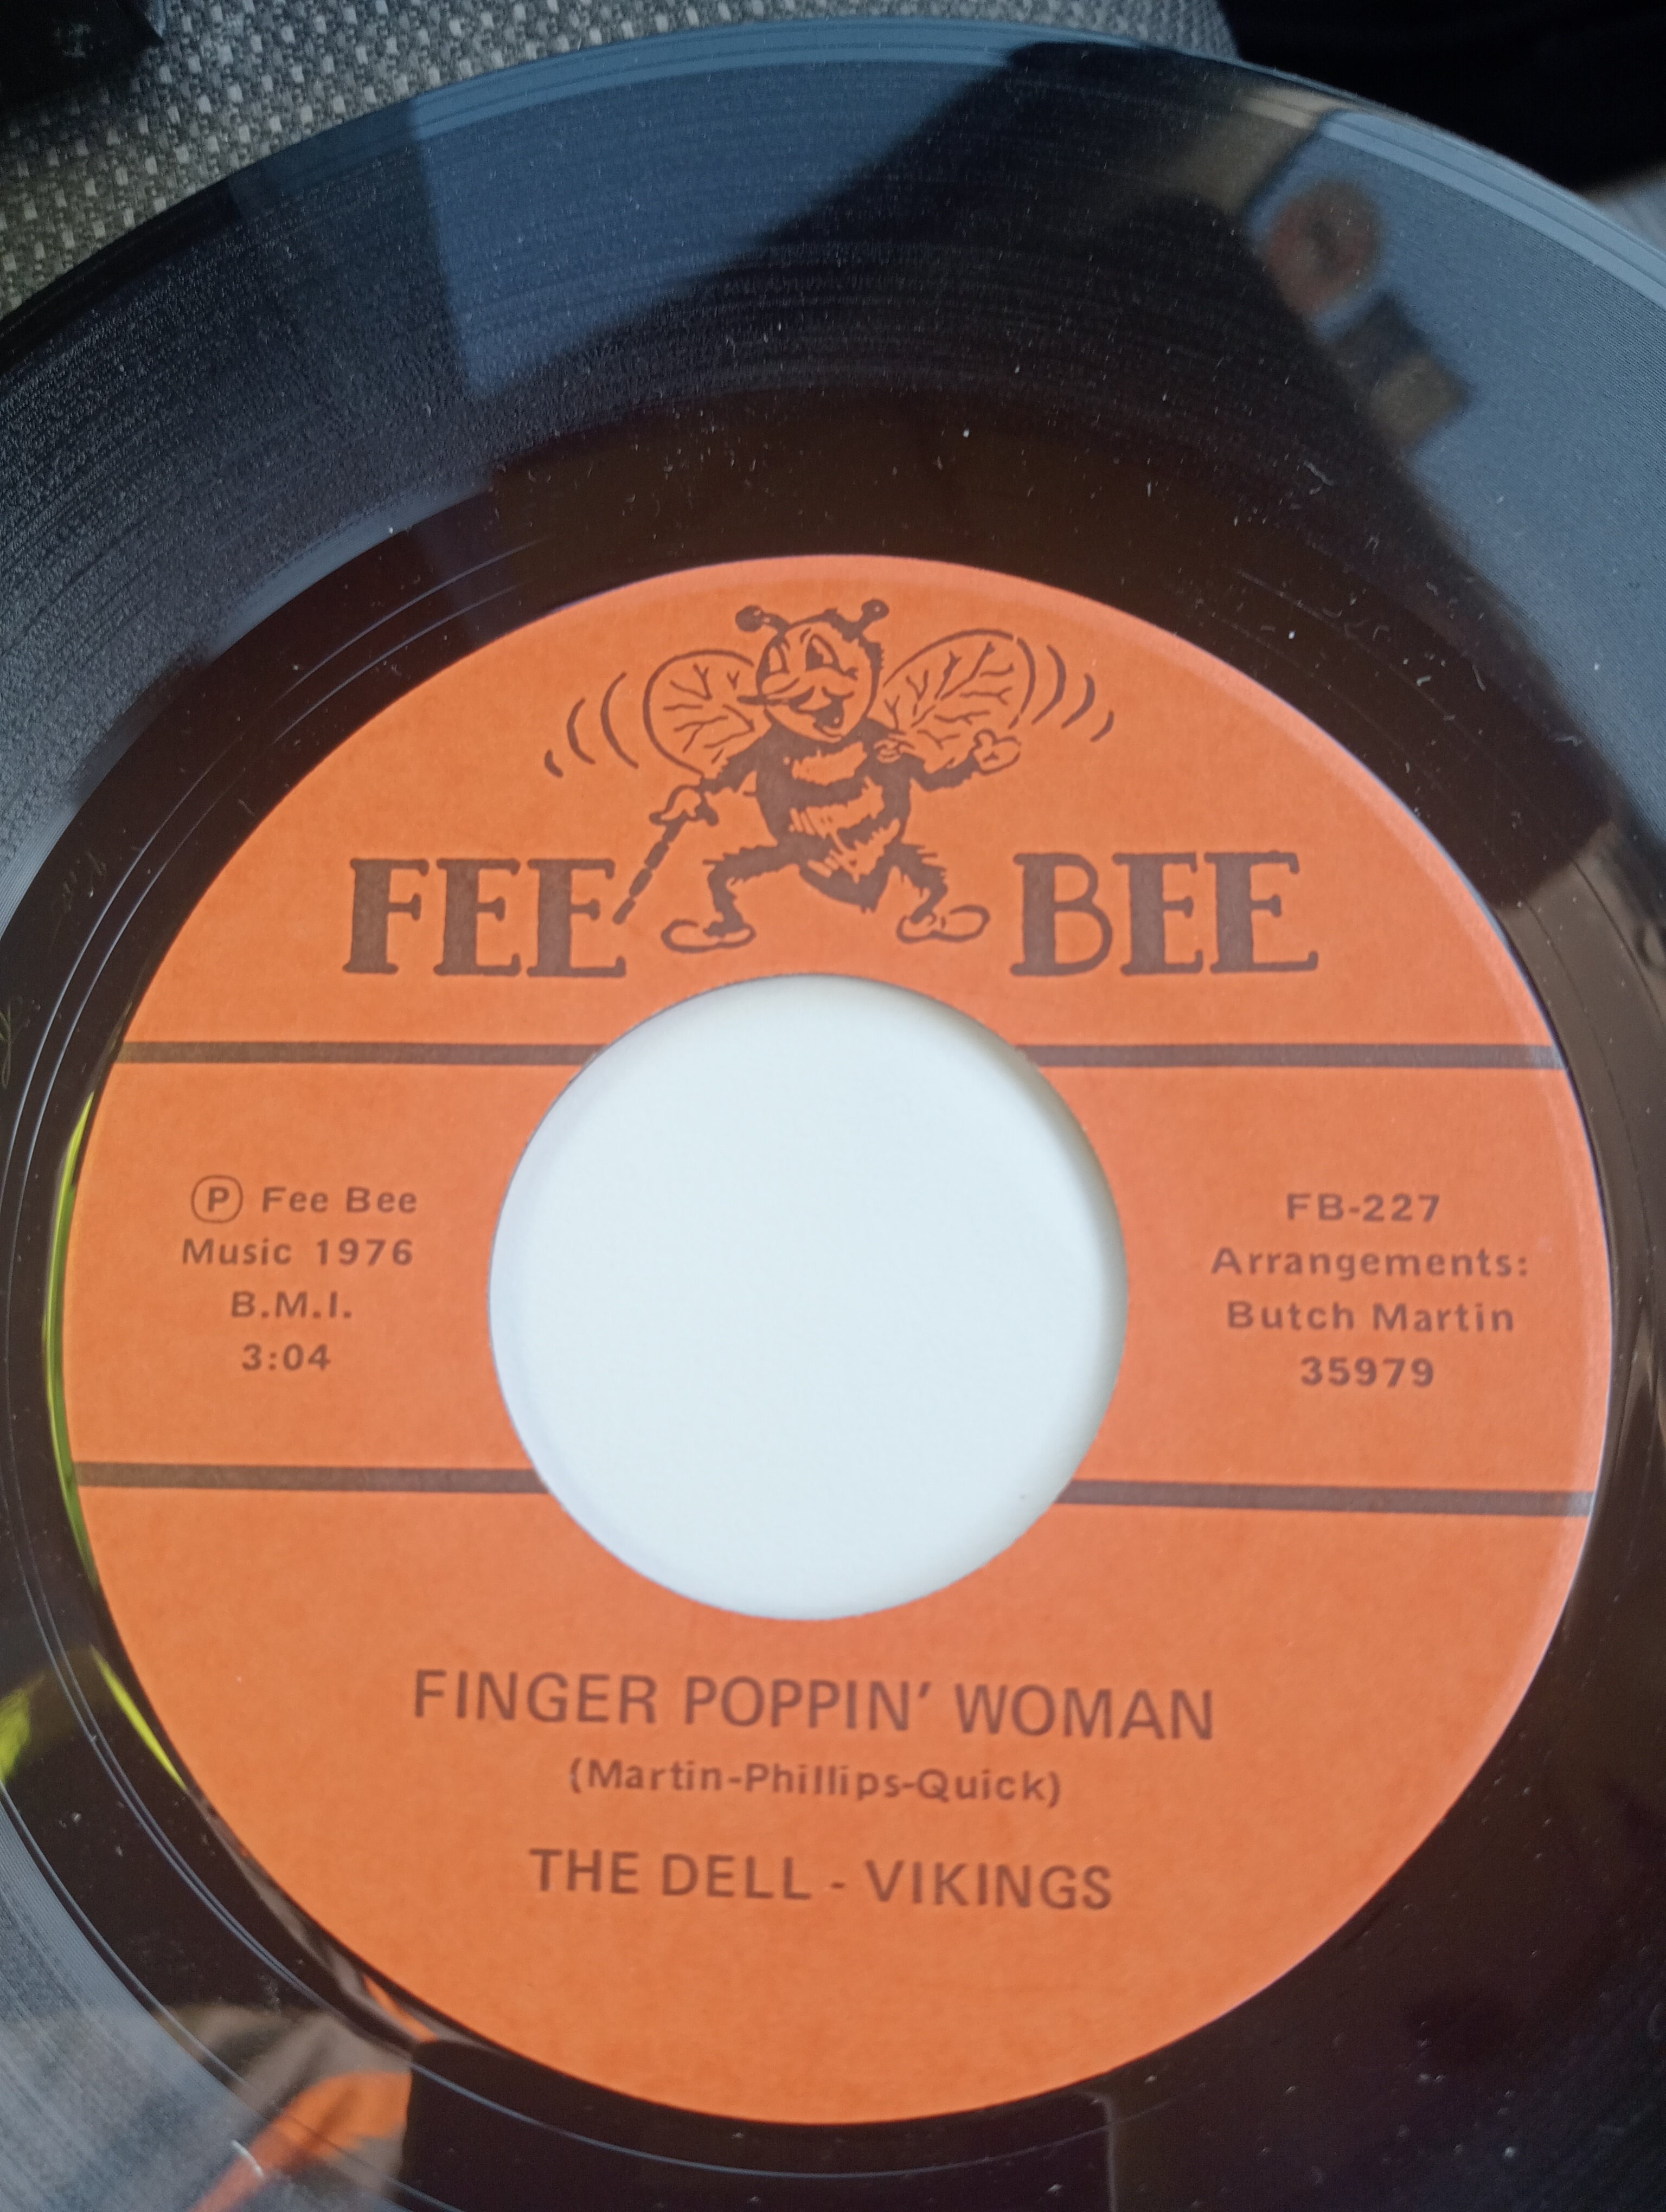 FEE BEE
Ⓟ Fee Bee
Music 1976
B.M.I.
3:04
FB-227
Arrangements:
Butch Martin
35979
FINGER POPPIN' WOMAN
(Martin-Phillips-Quick)
THE DELL - VIKINGS